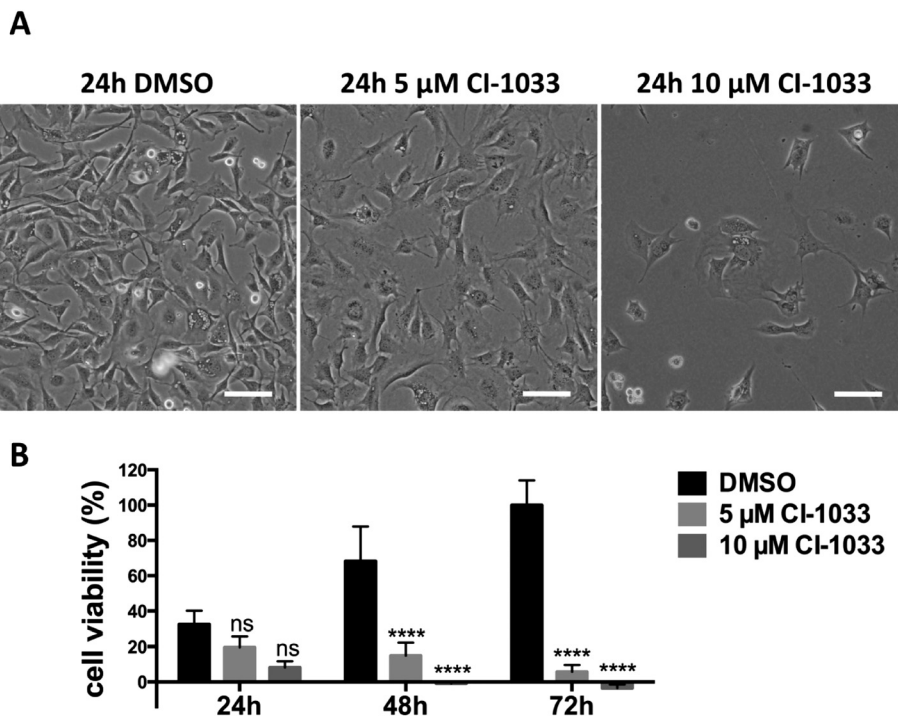 A
24h DMSO
24h 5 µM CI-1033
24h 10 µM CI-1033
B
cell viability (%)
120
100
80
60
40
20
0
ns
ns
****
****
****
****
24h
48h
72h
DMSO
5 µM CI-1033
10 µM CI-1033